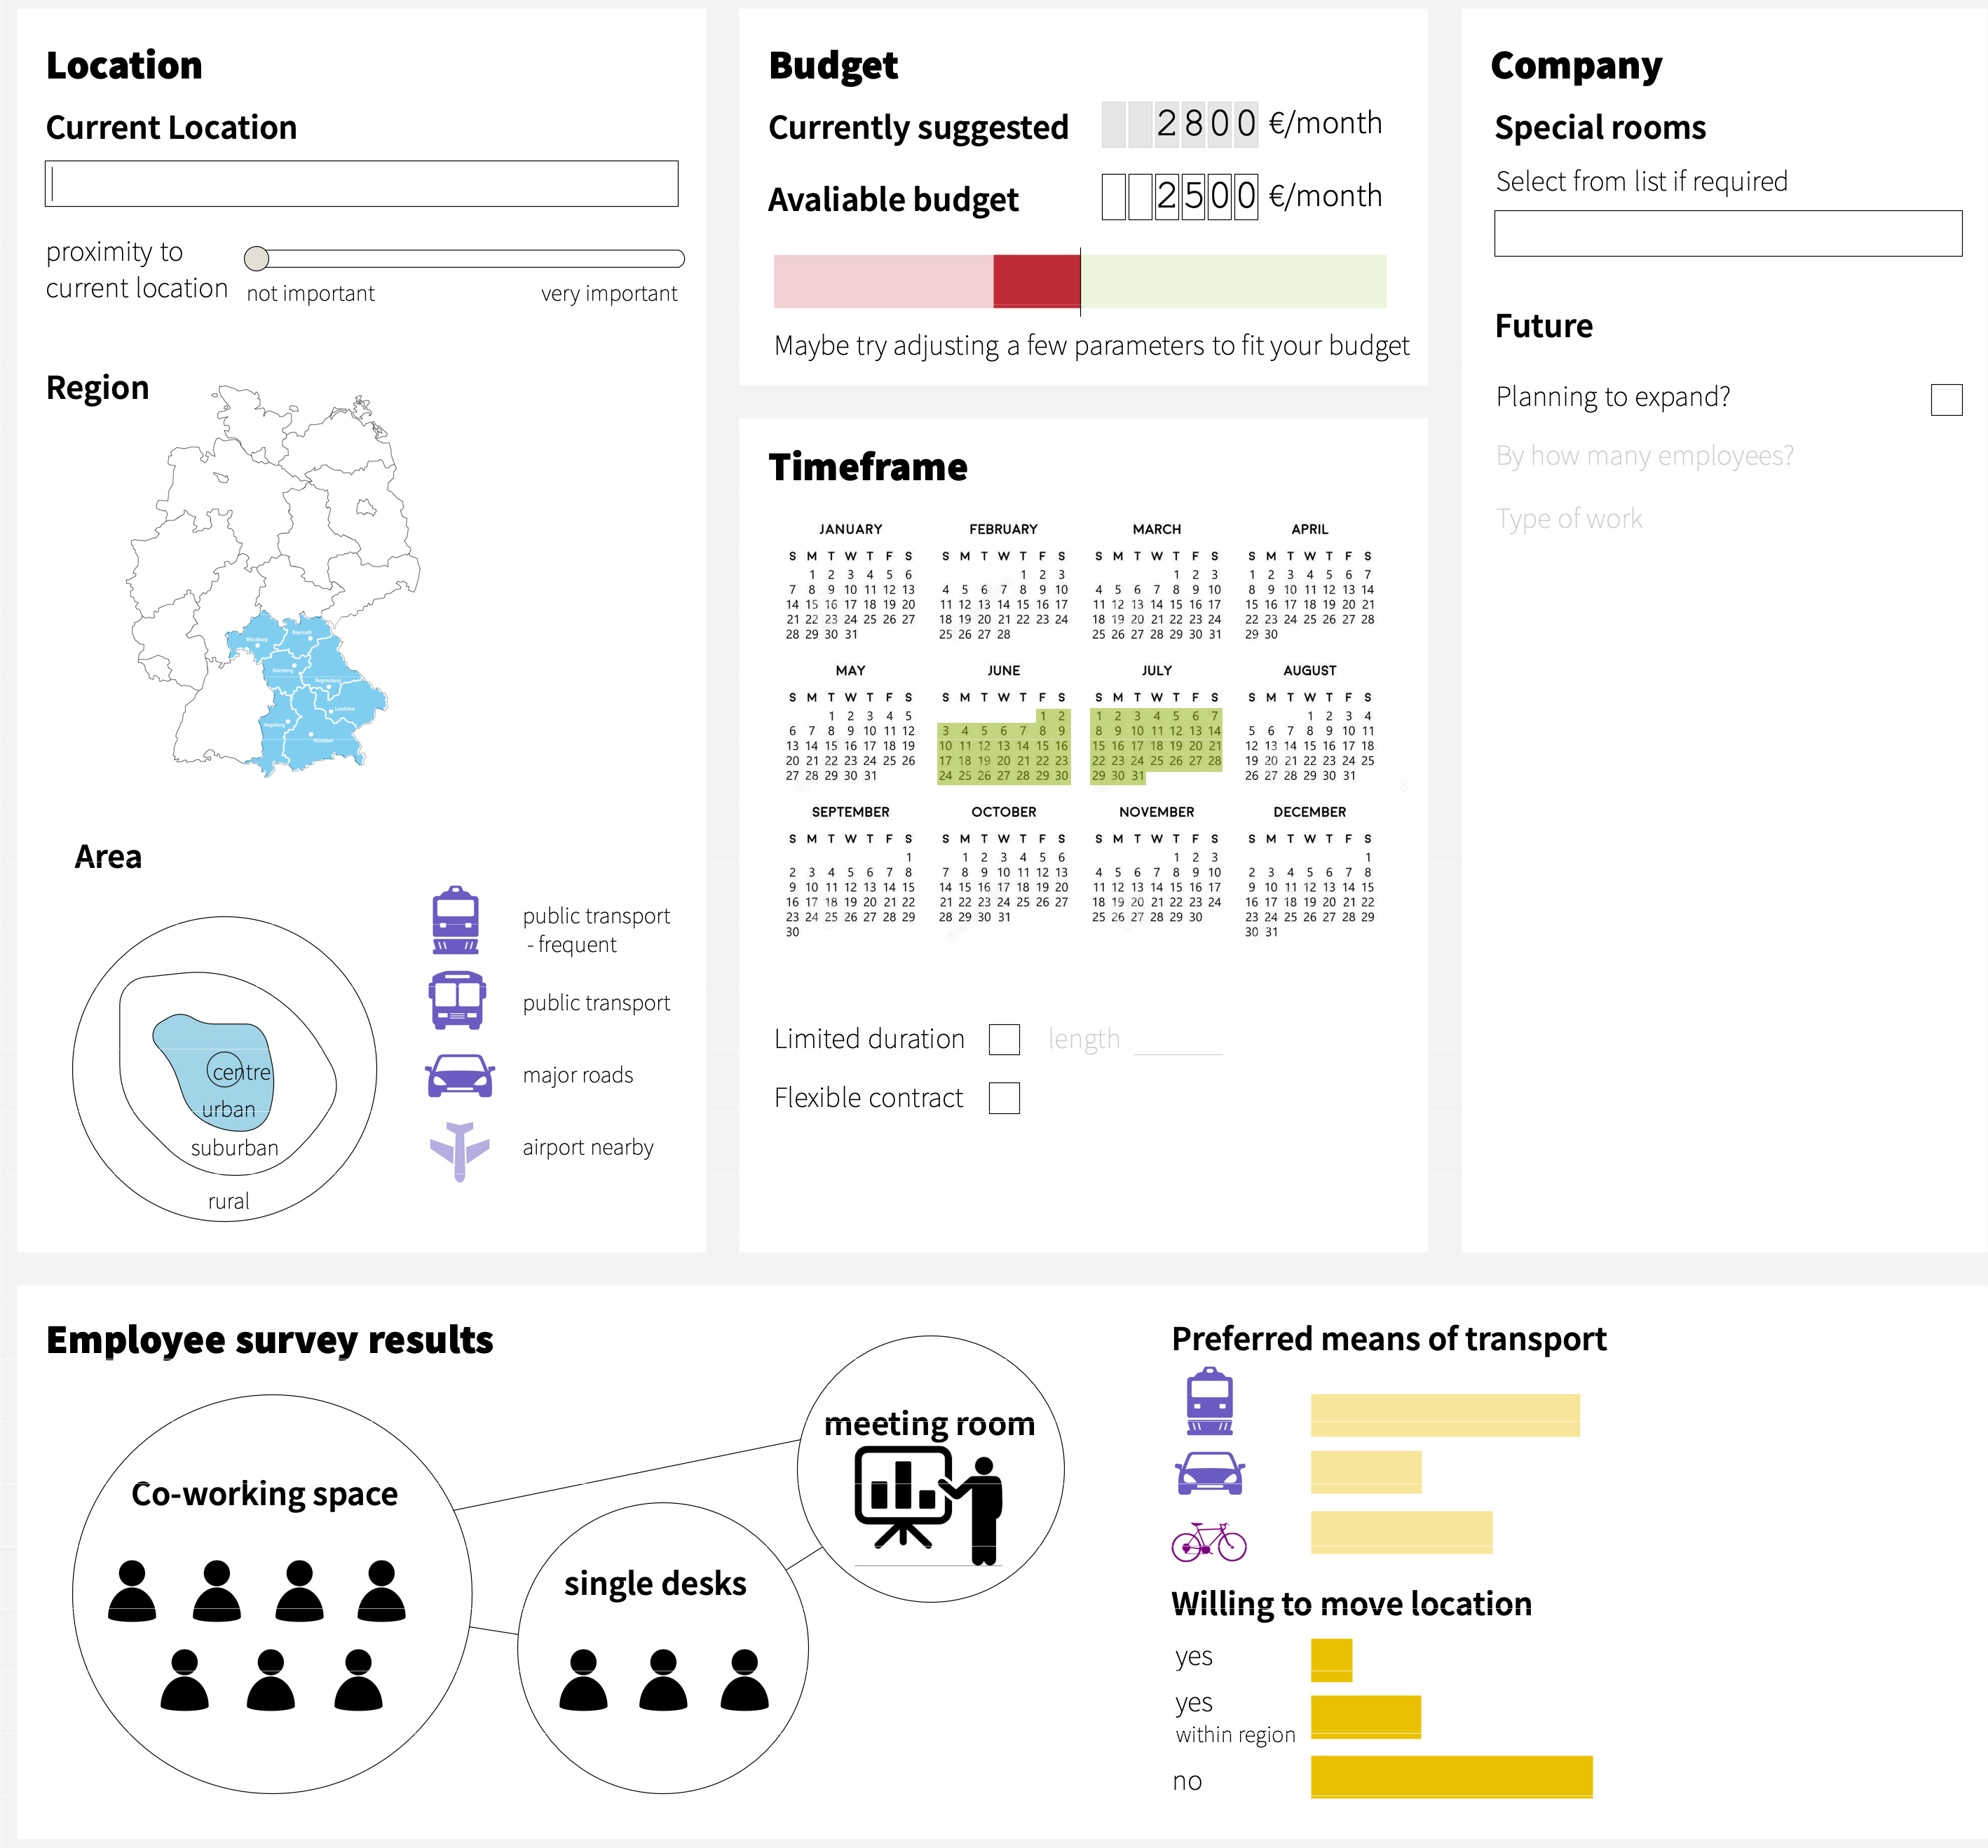 Location
Current Location
proximity to
current location
not important
very important
Region
Würzburg
Bayreuth
Nürnberg
Regensburg
Landshut
Augsburg
München
Area
centre
urban
suburban
rural
public transport
- frequent
public transport
major roads
airport nearby
Budget
Currently suggested 2800 €/month
Avaliable budget 2500 €/month
Maybe try adjusting a few parameters to fit your budget
Timeframe
JANUARY
S M T W T F S
1 2 3 4 5 6
7 8 9 10 11 12 13
14 15 16 17 18 19 20
21 22 23 24 25 26 27
28 29 30 31
FEBRUARY
S M T W T F S
1 2 3
4 5 6 7 8 9 10
11 12 13 14 15 16 17
18 19 20 21 22 23 24
25 26 27 28
MARCH
S M T W T F S
1 2 3
4 5 6 7 8 9 10
11 12 13 14 15 16 17
18 19 20 21 22 23 24
25 26 27 28 29 30 31
APRIL
S M T W T F S
1 2 3 4 5 6 7
8 9 10 11 12 13 14
15 16 17 18 19 20 21
22 23 24 25 26 27 28
29 30
MAY
S M T W T F S
1 2 3 4 5
6 7 8 9 10 11 12
13 14 15 16 17 18 19
20 21 22 23 24 25 26
27 28 29 30 31
JUNE
S M T W T F S
1 2
3 4 5 6 7 8 9
10 11 12 13 14 15 16
17 18 19 20 21 22 23
24 25 26 27 28 29 30
JULY
S M T W T F S
1 2 3 4 5 6 7
8 9 10 11 12 13 14
15 16 17 18 19 20 21
22 23 24 25 26 27 28
29 30 31
AUGUST
S M T W T F S
1 2 3 4
5 6 7 8 9 10 11
12 13 14 15 16 17 18
19 20 21 22 23 24 25
26 27 28 29 30 31
SEPTEMBER
S M T W T F S
1
2 3 4 5 6 7 8
9 10 11 12 13 14 15
16 17 18 19 20 21 22
23 24 25 26 27 28 29
30
OCTOBER
S M T W T F S
1 2 3 4 5 6
7 8 9 10 11 12 13
14 15 16 17 18 19 20
21 22 23 24 25 26 27
28 29 30 31
NOVEMBER
S M T W T F S
1 2 3
4 5 6 7 8 9 10
11 12 13 14 15 16 17
18 19 20 21 22 23 24
25 26 27 28 29 30
DECEMBER
S M T W T F S
1
2 3 4 5 6 7 8
9 10 11 12 13 14 15
16 17 18 19 20 21 22
23 24 25 26 27 28 29
30 31
Limited duration length
Flexible contract
Company
Special rooms
Select from list if required
Future
Planning to expand?
By how many employees?
Type of work
Employee survey results
Co-working space
single desks
meeting room
Preferred means of transport
Willing to move location
yes
yes
within region
no